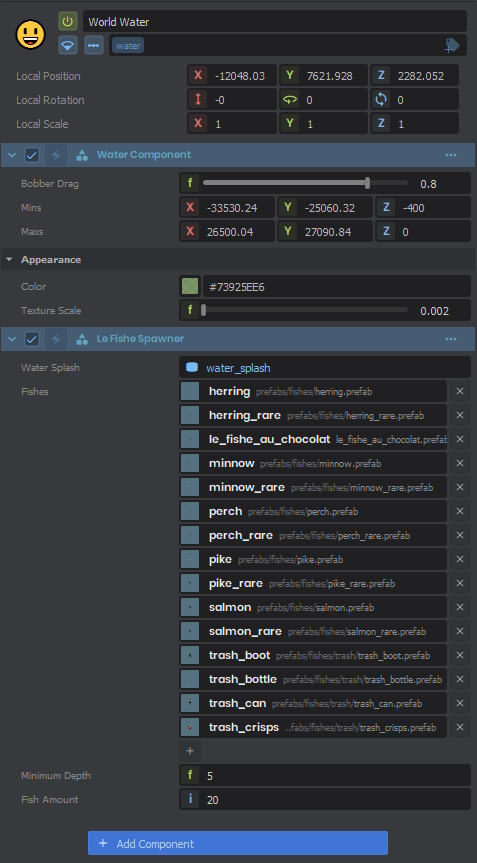 World Water
water
Local Position X -12048.03 Y 7621.928 Z 2282.052
Local Rotation -0 0 0
Local Scale X 1 Y 1 Z 1
Water Component
Bobber Drag f 0.8
Mins X -33530.24 Y -25060.32 Z -400
Maxs X 26500.04 Y 27090.84 Z 0
Appearance
Color #73925EE6
Texture Scale f 0.002
Le Fishe Spawner
Water Splash water_splash
Fishes herring prefabs/fishes/herring.prefab
herring_rare prefabs/fishes/herring_rare.prefab
le_fishe_au_chocolat le_fishe_au_chocolat.prefab
minnow prefabs/fishes/minnow.prefab
minnow_rare prefabs/fishes/minnow_rare.prefab
perch prefabs/fishes/perch.prefab
perch_rare prefabs/fishes/perch_rare.prefab
pike prefabs/fishes/pike.prefab
pike_rare prefabs/fishes/pike_rare.prefab
salmon prefabs/fishes/salmon.prefab
salmon_rare prefabs/fishes/salmon_rare.prefab
trash_boot prefabs/fishes/trash/trash_boot.prefab
trash_bottle prefabs/fishes/trash/trash_bottle.prefab
trash_can prefabs/fishes/trash/trash_can.prefab
trash_crisps ..fabs/fishes/trash/trash_crisps.prefab
+
Minimum Depth f 5
Fish Amount i 20
+ Add Component